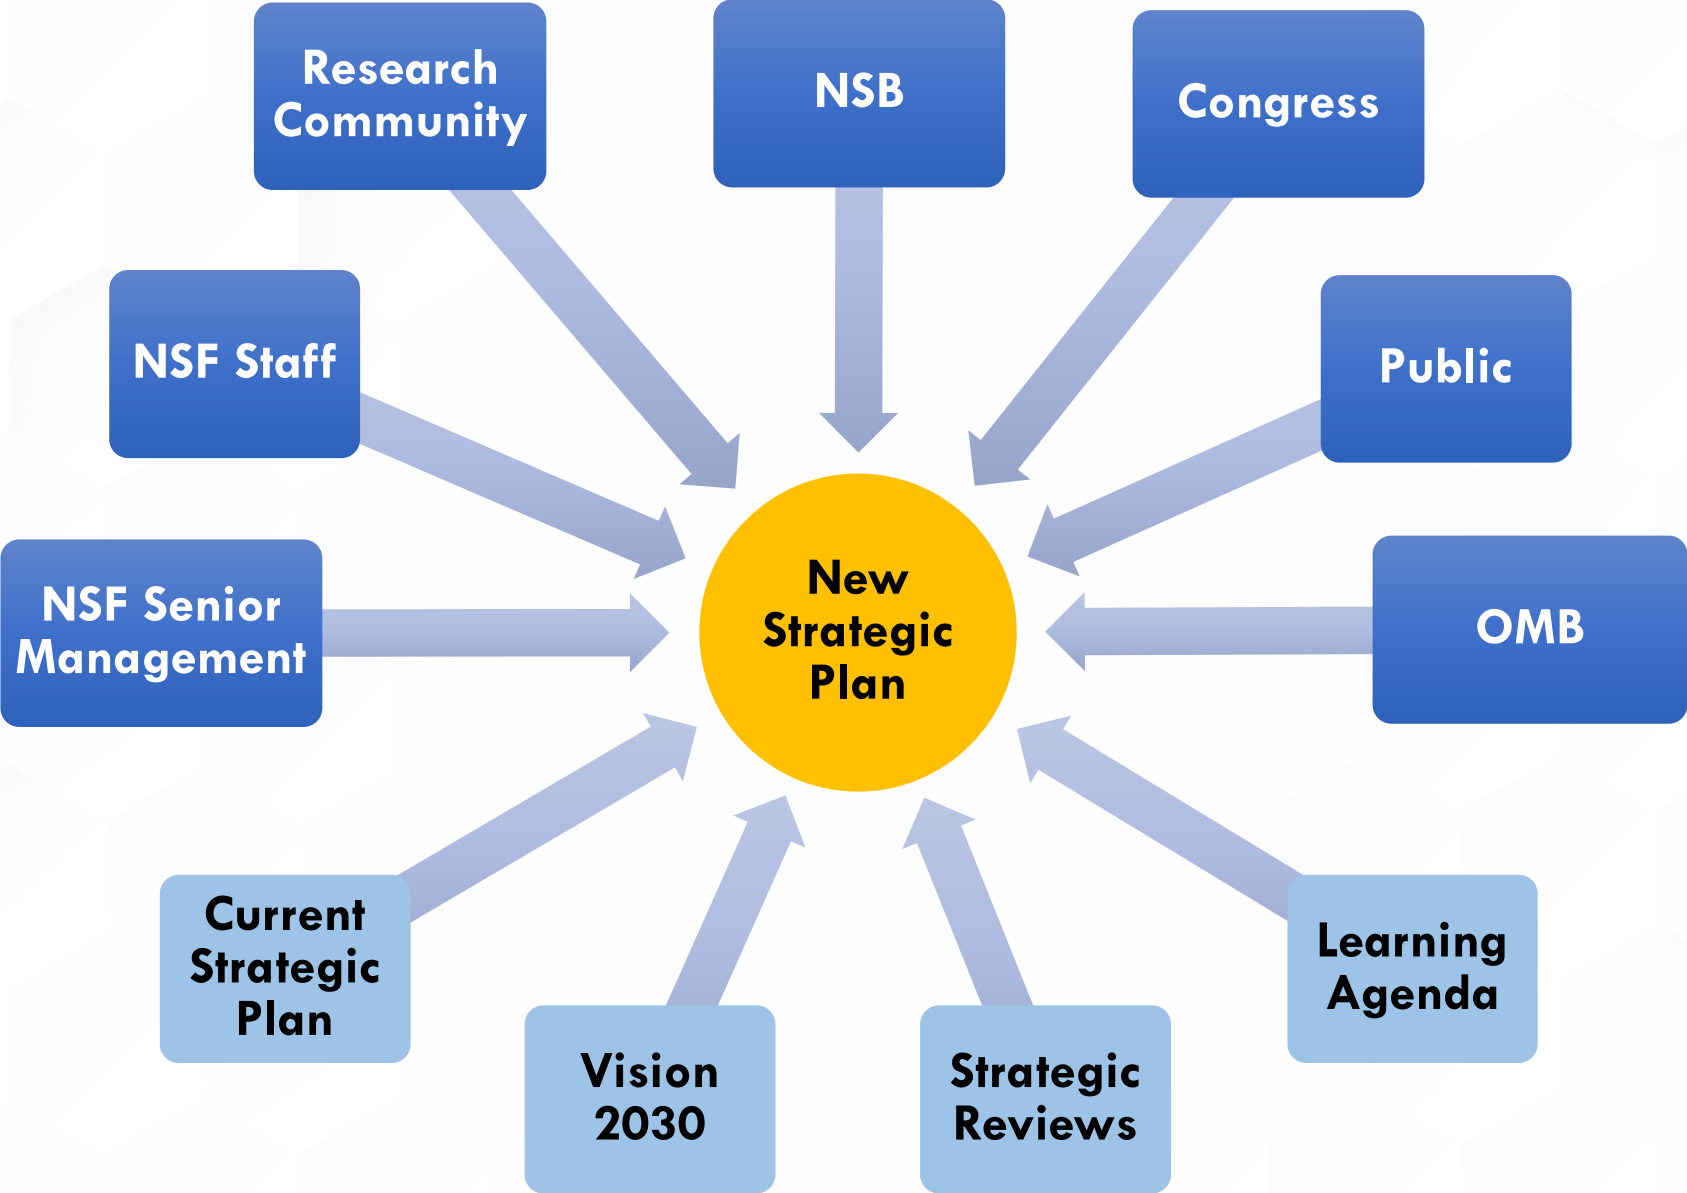 Research
Community
NSB
Congress
NSF Staff
Public
NSF Senior
Management
New
Strategic
Plan
OMB
Current
Strategic
Plan
Vision
2030
Strategic
Reviews
Learning
Agenda